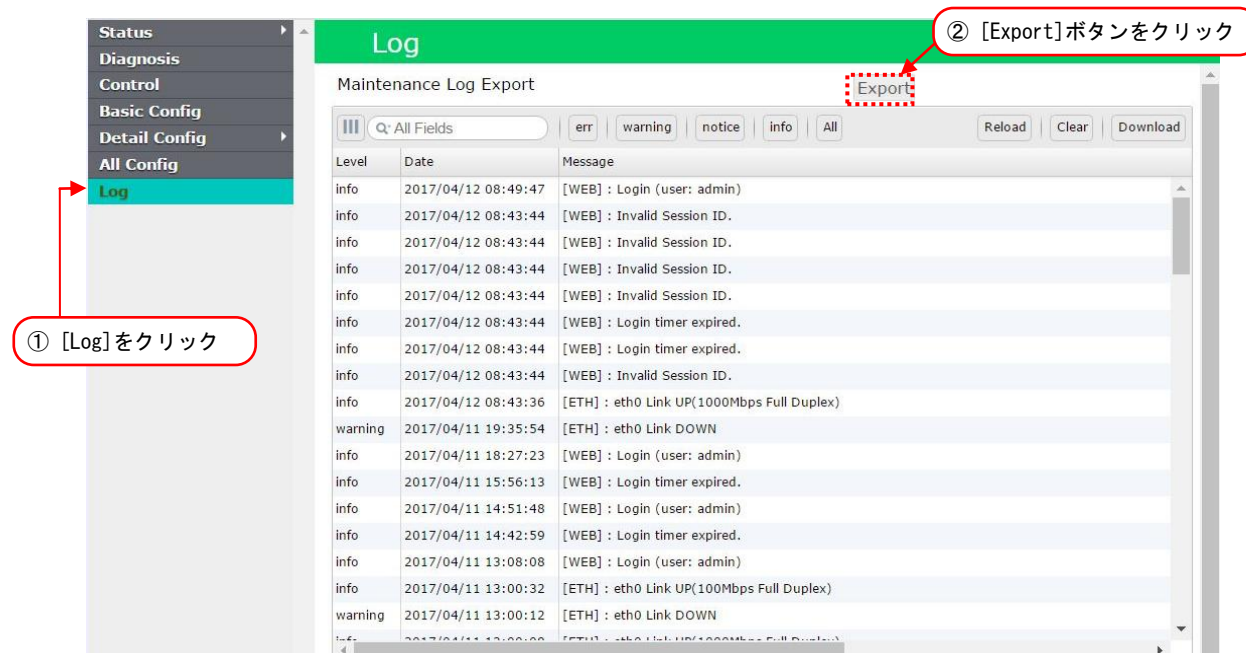 Status
Diagnosis
Control
Basic Config
Detail Config
All Config
Log
① [Log]をクリック
Log
② [Export]ボタンをクリック
Maintenance Log Export Export
All Fields err warning notice info All Reload Clear Download
Level Date Message
info 2017/04/12 08:49:47 [WEB] : Login (user: admin)
info 2017/04/12 08:43:44 [WEB] : Invalid Session ID.
info 2017/04/12 08:43:44 [WEB] : Invalid Session ID.
info 2017/04/12 08:43:44 [WEB] : Invalid Session ID.
info 2017/04/12 08:43:44 [WEB] : Invalid Session ID.
info 2017/04/12 08:43:44 [WEB] : Login timer expired.
info 2017/04/12 08:43:44 [WEB] : Login timer expired.
info 2017/04/12 08:43:44 [WEB] : Invalid Session ID.
info 2017/04/12 08:43:36 [ETH] : eth0 Link UP(1000Mbps Full Duplex)
warning 2017/04/11 19:35:54 [ETH] : eth0 Link DOWN
info 2017/04/11 18:27:23 [WEB] : Login (user: admin)
info 2017/04/11 15:56:13 [WEB] : Login timer expired.
info 2017/04/11 14:51:48 [WEB] : Login (user: admin)
info 2017/04/11 14:42:59 [WEB] : Login timer expired.
info 2017/04/11 13:08:08 [WEB] : Login (user: admin)
info 2017/04/11 13:00:32 [ETH] : eth0 Link UP(100Mbps Full Duplex)
warning 2017/04/11 13:00:12 [ETH] : eth0 Link DOWN